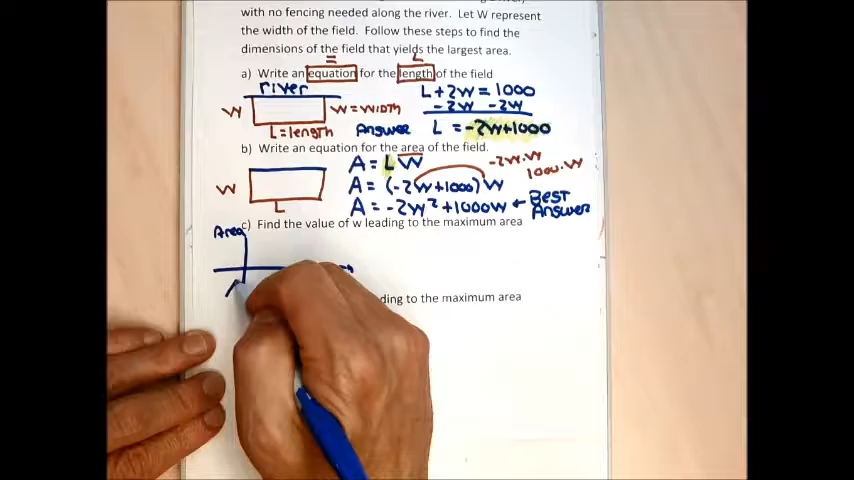 with no fencing needed along the river. Let W represent
the width of the field. Follow these steps to find the
dimensions of the field that yields the largest area.
= L
a) Write an equation for the length of the field
river
W W = WIDTH L + 2W = 1000
-2W -2W
L = length Answer L = -2W+1000
b) Write an equation for the area of the field.
A = L W -2W·W
1000·W
W A = (-2W+1000)W
L A = -2W² + 1000W ← Best Answer
c) Find the value of w leading to the maximum area
Area
ding to the maximum area